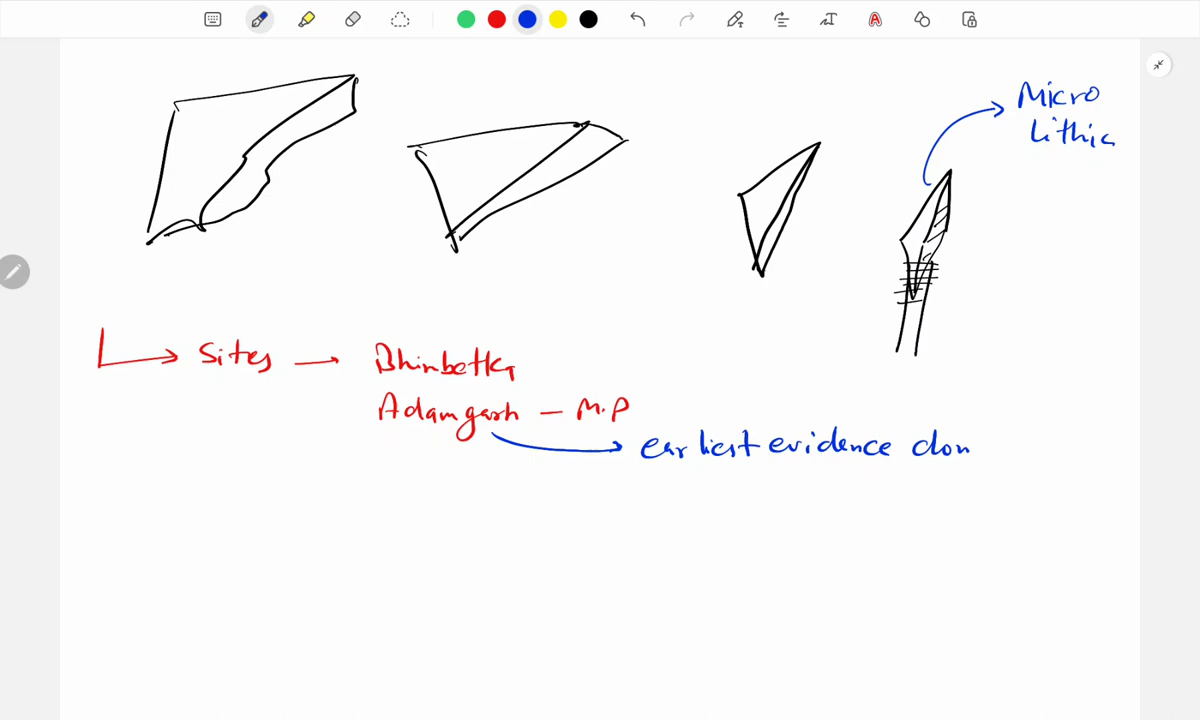 Micro
Lithic
Sites → Bhimbetka
Adamgarh — M.P
earliest evidence dom